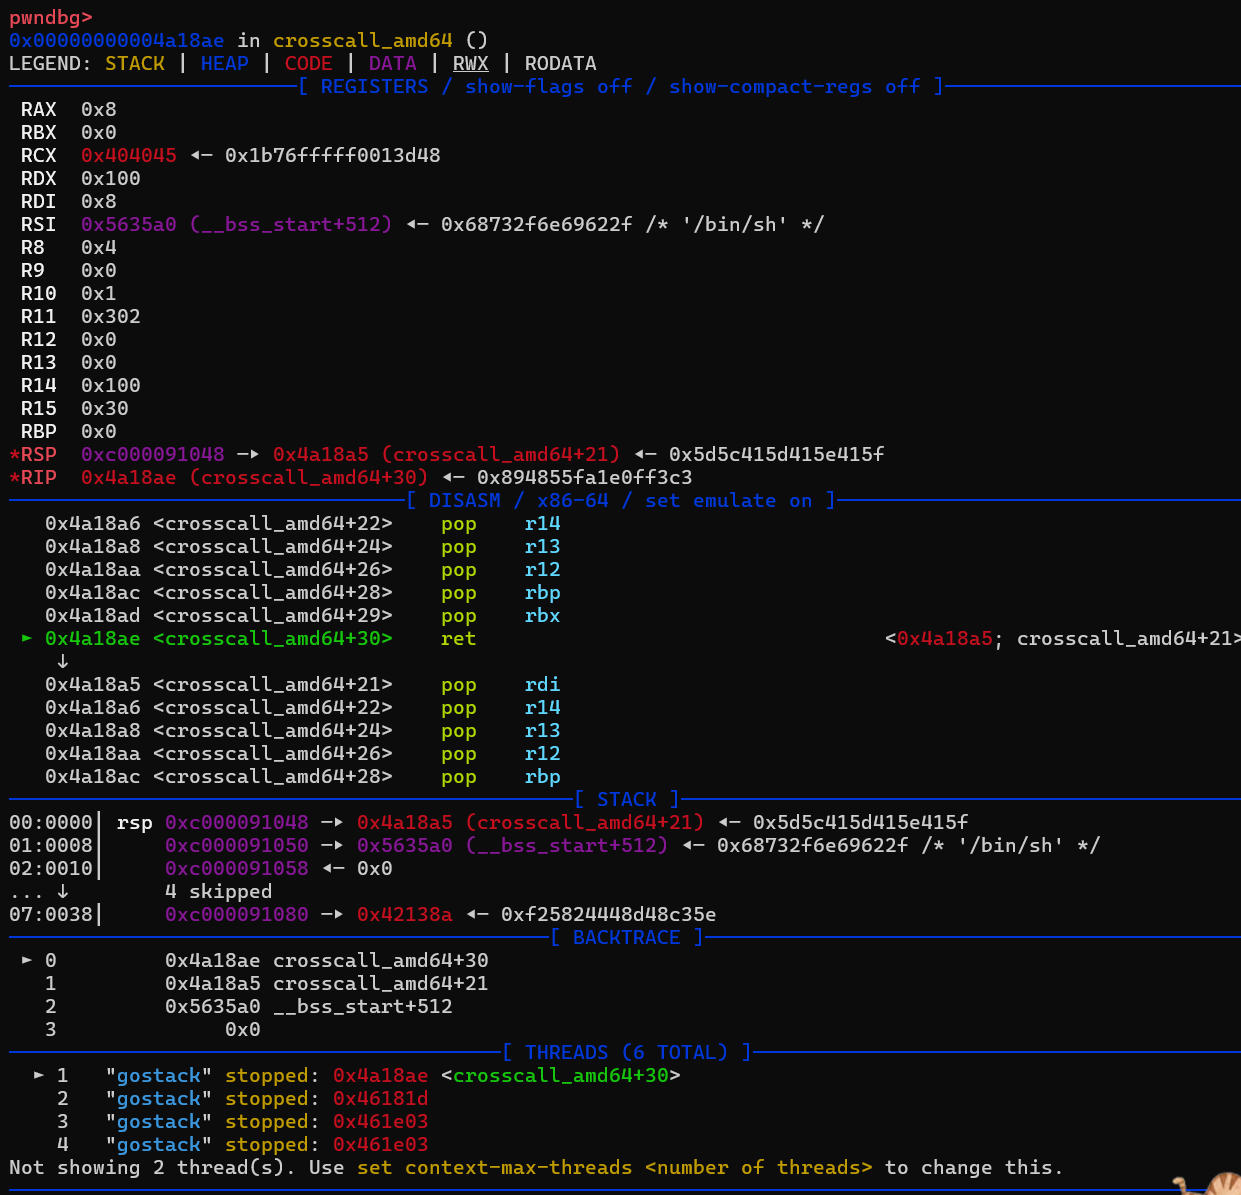 pwndbg>
0x00000000004a18ae in crosscall_amd64 ()
LEGEND: STACK | HEAP | CODE | DATA | RWX | RODATA
[ REGISTERS / show-flags off / show-compact-regs off ]
RAX  0x8
RBX  0x0
RCX  0x404045 ◂— 0x1b76fffff0013d48
RDX  0x100
RDI  0x8
RSI  0x5635a0 (__bss_start+512) ◂— 0x68732f6e69622f /* '/bin/sh' */
R8   0x4
R9   0x0
R10  0x1
R11  0x302
R12  0x0
R13  0x0
R14  0x100
R15  0x30
RBP  0x0
*RSP  0xc000091048 —▸ 0x4a18a5 (crosscall_amd64+21) ◂— 0x5d5c415d415e415f
*RIP  0x4a18ae (crosscall_amd64+30) ◂— 0x894855fa1e0ff3c3
[ DISASM / x86-64 / set emulate on ]
0x4a18a6 <crosscall_amd64+22>    pop    r14
0x4a18a8 <crosscall_amd64+24>    pop    r13
0x4a18aa <crosscall_amd64+26>    pop    r12
0x4a18ac <crosscall_amd64+28>    pop    rbp
0x4a18ad <crosscall_amd64+29>    pop    rbx
► 0x4a18ae <crosscall_amd64+30>    ret    <0x4a18a5; crosscall_amd64+21>
↓
0x4a18a5 <crosscall_amd64+21>    pop    rdi
0x4a18a6 <crosscall_amd64+22>    pop    r14
0x4a18a8 <crosscall_amd64+24>    pop    r13
0x4a18aa <crosscall_amd64+26>    pop    r12
0x4a18ac <crosscall_amd64+28>    pop    rbp
[ STACK ]
00:0000│ rsp 0xc000091048 —▸ 0x4a18a5 (crosscall_amd64+21) ◂— 0x5d5c415d415e415f
01:0008│     0xc000091050 —▸ 0x5635a0 (__bss_start+512) ◂— 0x68732f6e69622f /* '/bin/sh' */
02:0010│     0xc000091058 ◂— 0x0
... ↓        4 skipped
07:0038│     0xc000091080 —▸ 0x42138a ◂— 0xf25824448d48c35e
[ BACKTRACE ]
► 0         0x4a18ae crosscall_amd64+30
1         0x4a18a5 crosscall_amd64+21
2         0x5635a0 __bss_start+512
3              0x0
[ THREADS (6 TOTAL) ]
► 1   "gostack" stopped: 0x4a18ae <crosscall_amd64+30>
2   "gostack" stopped: 0x46181d
3   "gostack" stopped: 0x461e03
4   "gostack" stopped: 0x461e03
Not showing 2 thread(s). Use set context-max-threads <number of threads> to change this.